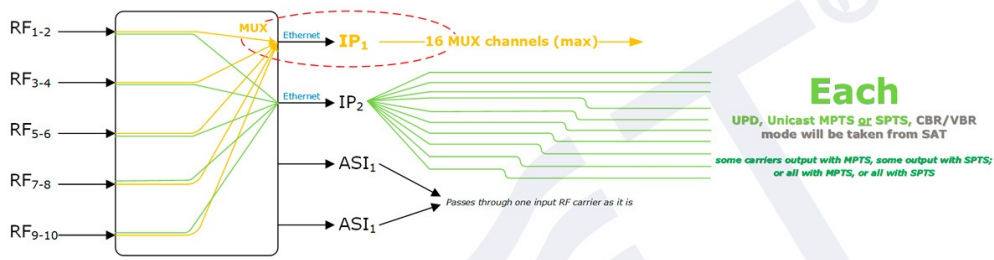 RF1-2
MUX
Ethernet
IP1
16 MUX channels (max)
RF3-4
Ethernet
IP2
Each
UPD, Unicast MPTS or SPTS, CBR/VBR
mode will be taken from SAT
RF5-6
some carriers output with MPTS, some output with SPTS;
or all with MPTS, or all with SPTS
ASI1
RF7-8
Passes through one input RF carrier as it is
ASI1
RF9-10